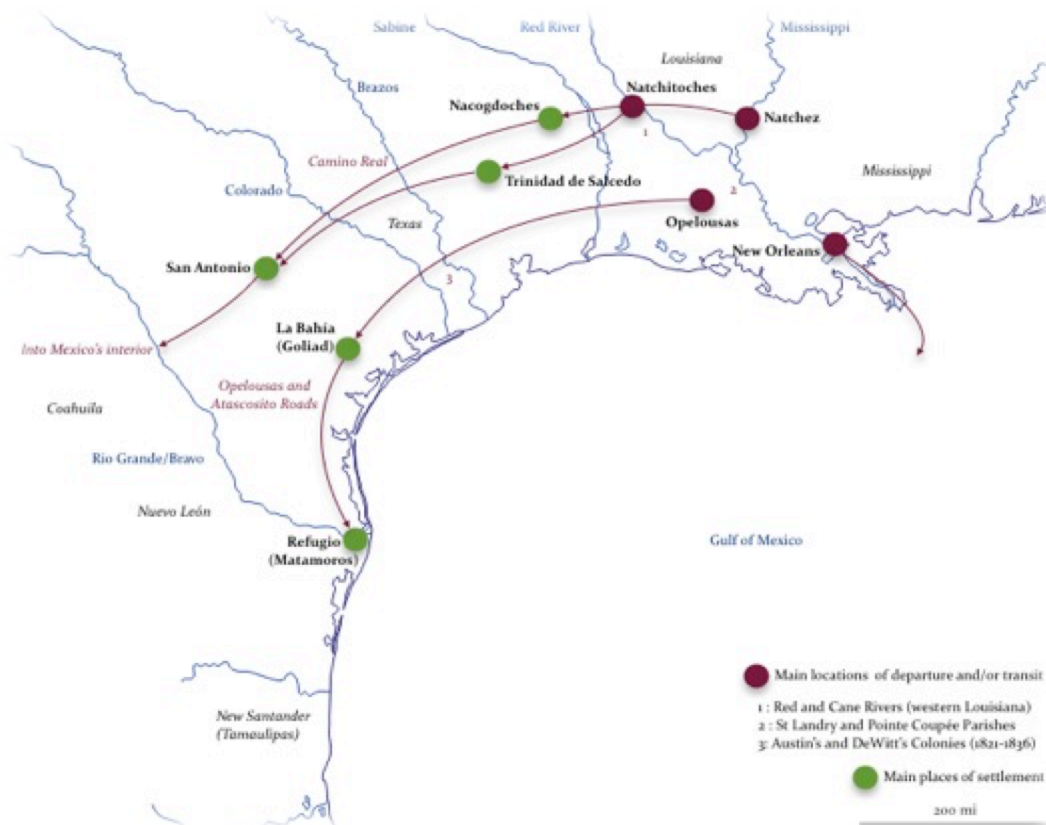 Sabine
Red River
Mississippi
Louisiana
Brazos
Natchitoches
Nacogdoches
Natchez
1
Camino Real
Mississippi
Trinidad de Salcedo
Colorado
2
Texas
Opelousas
New Orleans
San Antonio
3
La Bahía
(Goliad)
Into Mexico's interior
Opelousas and
Atascosito Roads
Coahuila
Rio Grande/Bravo
Nuevo León
Refugio
(Matamoros)
Gulf of Mexico
Main locations of departure and/or transit
1 : Red and Cane Rivers (western Louisiana)
2 : St Landry and Pointe Coupée Parishes
3: Austin's and DeWitt's Colonies (1821-1836)
New Santander
(Tamaulipas)
Main places of settlement
200 mi